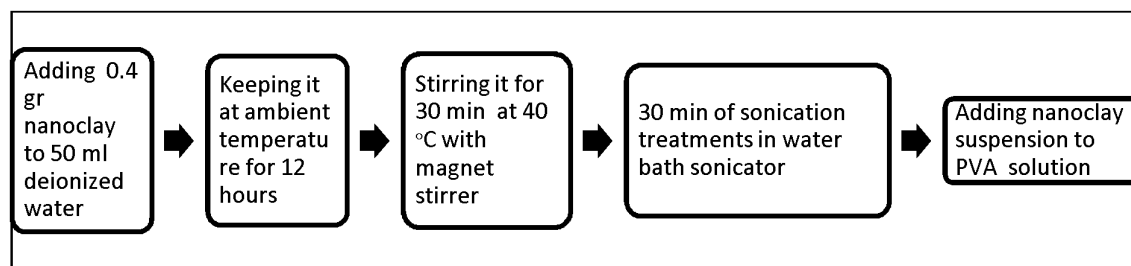 Adding 0.4
gr
nanoclay
to 50 ml
deionized
water
Keeping it
at ambient
temperatu
re for 12
hours
Stirring it for
30 min at 40
°C with
magnet
stirrer
30 min of sonication
treatments in water
bath sonicator
Adding nanoclay
suspension to
PVA solution